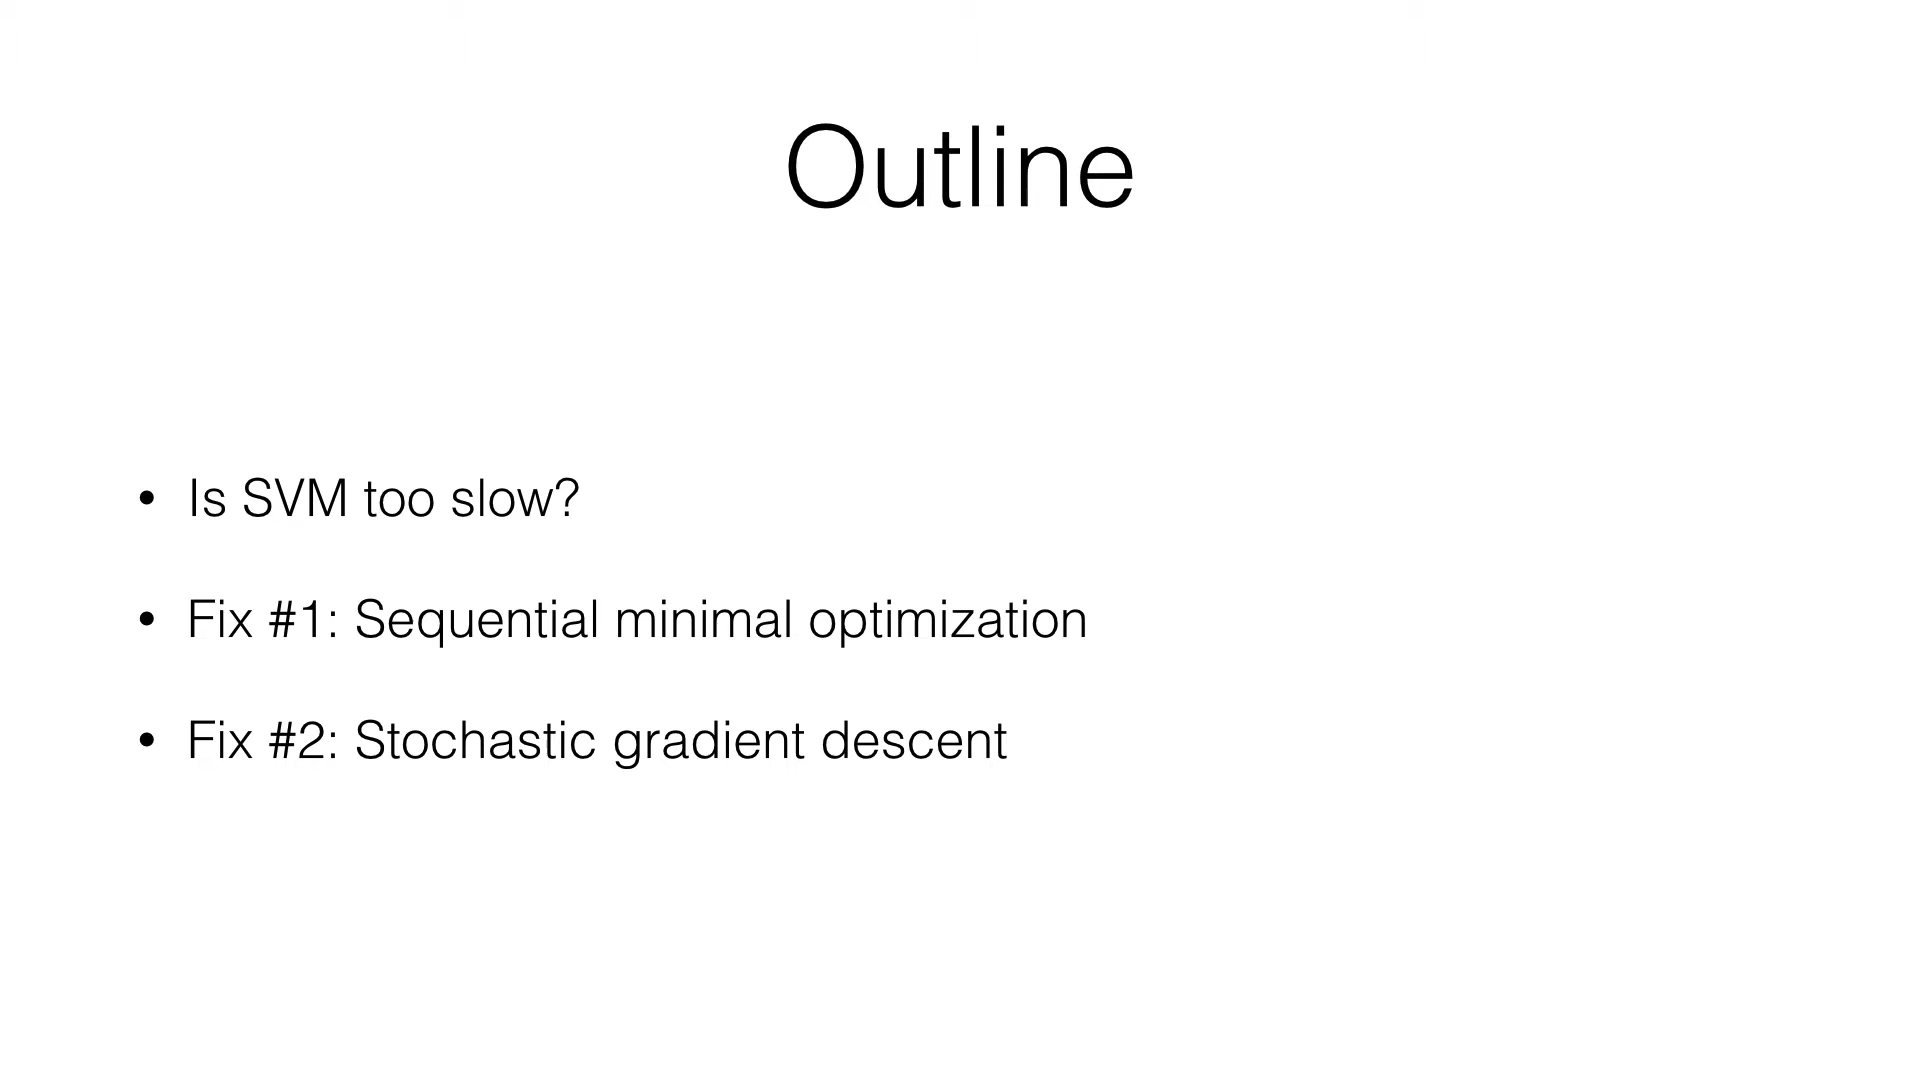 Outline
• Is SVM too slow?
• Fix #1: Sequential minimal optimization
• Fix #2: Stochastic gradient descent